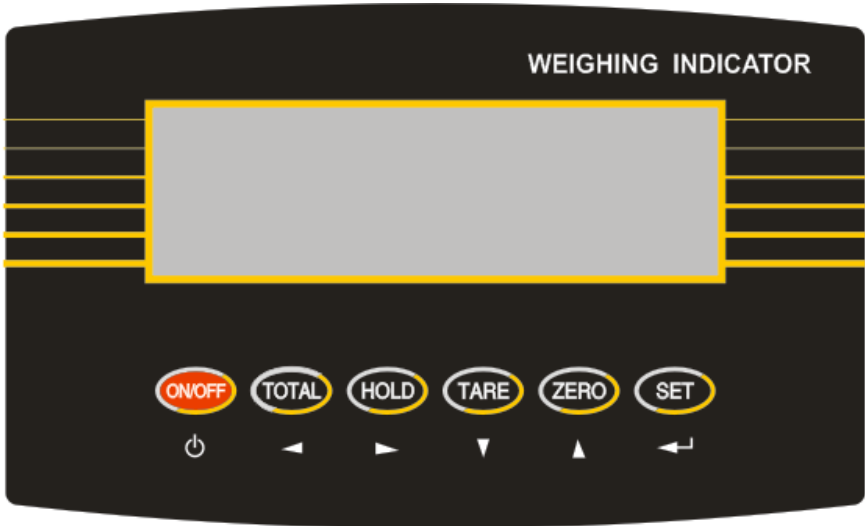 WEIGHING INDICATOR
ON/OFF TOTAL HOLD TARE ZERO SET